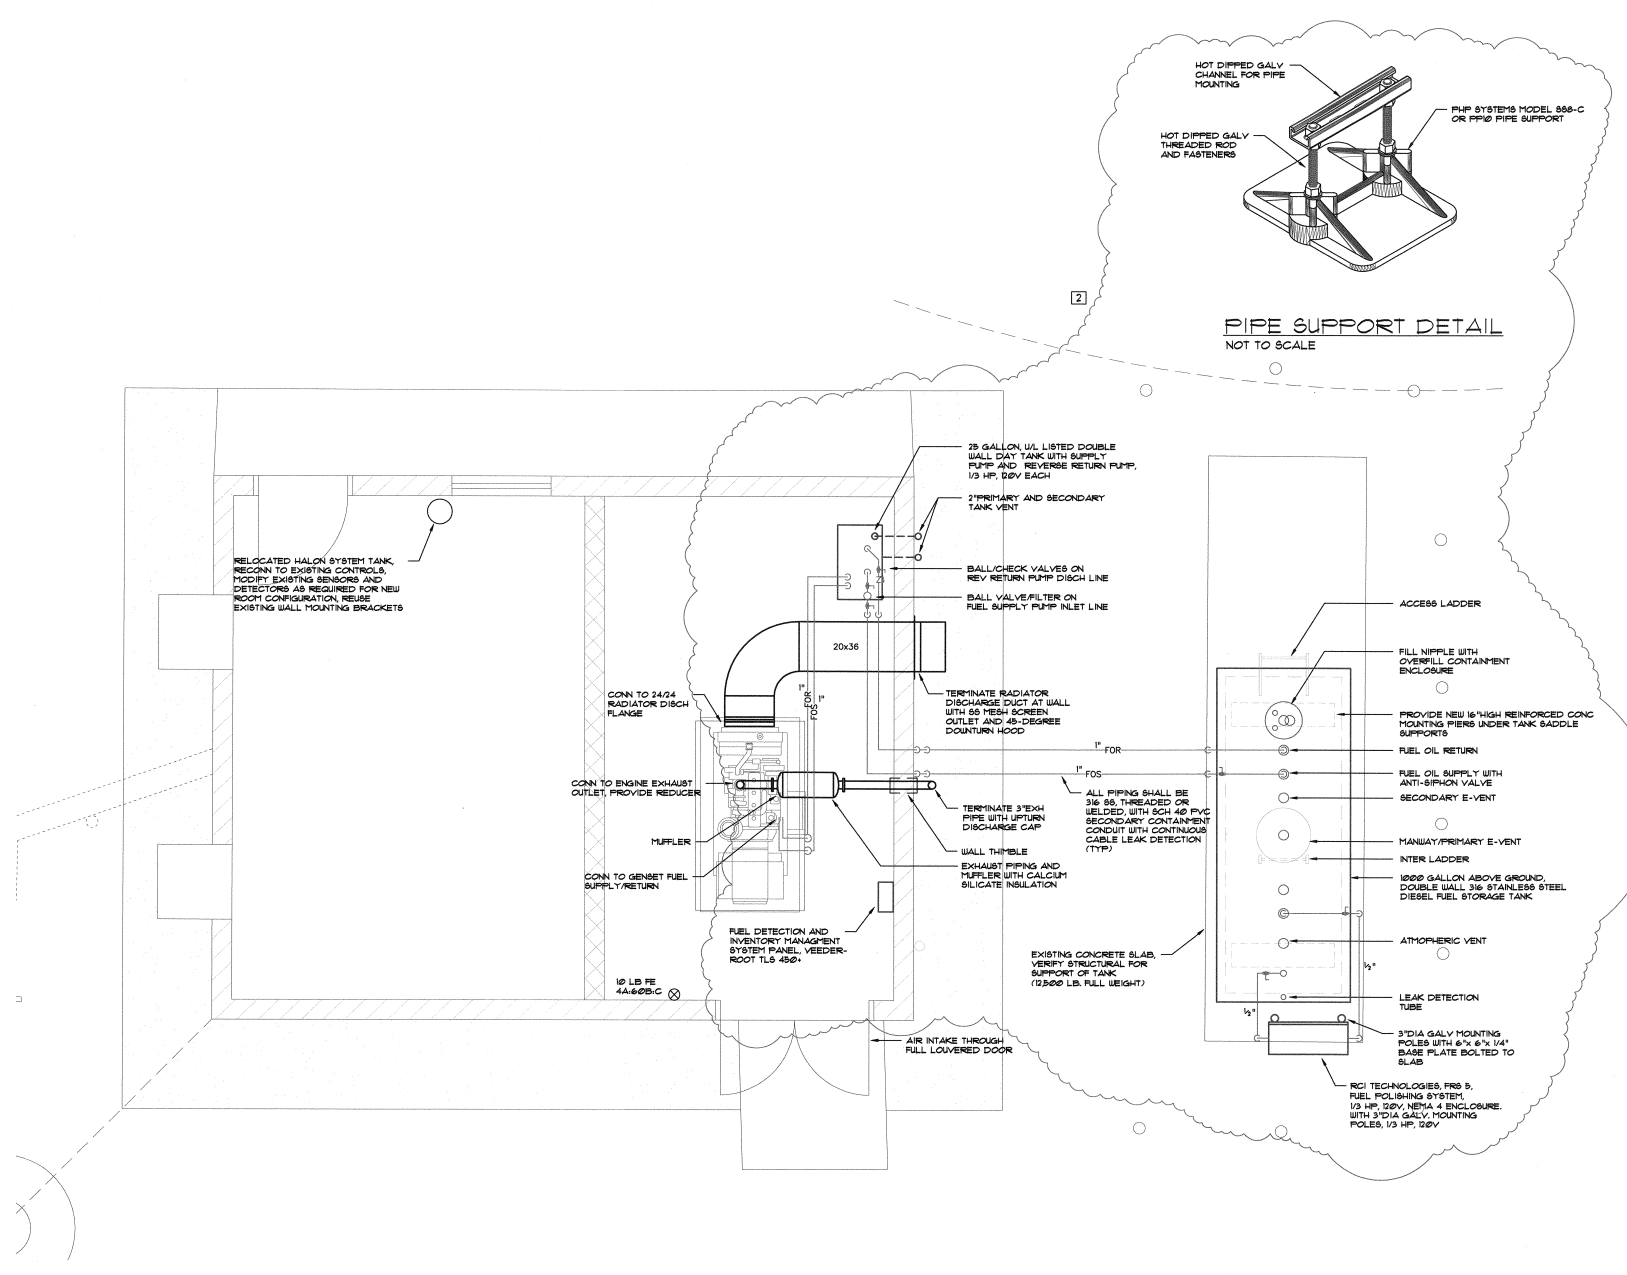 HOT DIPPED GALV
CHANNEL FOR PIPE
MOUNTING
PHP SYSTEMS MODEL SS8-C
OR PP10 PIPE SUPPORT
HOT DIPPED GALV
THREADED ROD
AND FASTENERS
2
PIPE SUPPORT DETAIL
NOT TO SCALE
25 GALLON, U/L LISTED DOUBLE
WALL DAY TANK WITH SUPPLY
PUMP AND REVERSE RETURN PUMP,
1/3 HP, 120V EACH
2"PRIMARY AND SECONDARY
TANK VENT
BALL/CHECK VALVES ON
REV RETURN PUMP DISCH LINE
BALL VALVE/FILTER ON
FUEL SUPPLY PUMP INLET LINE
RELOCATED HALON SYSTEM TANK,
RECONN TO EXISTING CONTROLS,
MODIFY EXISTING SENSORS AND
DETECTORS AS REQUIRED FOR NEW
ROOM CONFIGURATION, REUSE
EXISTING WALL MOUNTING BRACKETS
20x36
1"
FOR
1"
FOS
CONN TO 24/24
RADIATOR DISCH
FLANGE
TERMINATE RADIATOR
DISCHARGE DUCT AT WALL
WITH SS MESH SCREEN
OUTLET AND 45-DEGREE
DOWNTURN HOOD
1" FOR
1"
FOS
CONN TO ENGINE EXHAUST
OUTLET, PROVIDE REDUCER
ALL PIPING SHALL BE
316 SS, THREADED OR
WELDED, WITH SCH 40 PVC
SECONDARY CONTAINMENT
CONDUIT WITH CONTINUOUS
CABLE LEAK DETECTION
(TYP)
TERMINATE 3"EXH
PIPE WITH UPTURN
DISCHARGE CAP
MUFFLER
WALL THIMBLE
EXHAUST PIPING AND
MUFFLER WITH CALCIUM
SILICATE INSULATION
CONN TO GENSET FUEL
SUPPLY/RETURN
FUEL DETECTION AND
INVENTORY MANAGMENT
SYSTEM PANEL, VEEDER-
ROOT TLS 450+
10 LB FE
4A:60B:C
AIR INTAKE THROUGH
FULL LOUVERED DOOR
EXISTING CONCRETE SLAB,
VERIFY STRUCTURAL FOR
SUPPORT OF TANK
(12,500 LB. FULL WEIGHT)
ACCESS LADDER
FILL NIPPLE WITH
OVERFILL CONTAINMENT
ENCLOSURE
PROVIDE NEW 16"HIGH REINFORCED CONC
MOUNTING PIERS UNDER TANK SADDLE
SUPPORTS
FUEL OIL RETURN
FUEL OIL SUPPLY WITH
ANTI-SIPHON VALVE
SECONDARY E-VENT
MANWAY/PRIMARY E-VENT
INTER LADDER
1000 GALLON ABOVE GROUND,
DOUBLE WALL 316 STAINLESS STEEL
DIESEL FUEL STORAGE TANK
ATMOPHERIC VENT
1/2"
LEAK DETECTION
TUBE
1/2"
3"DIA GALV MOUNTING
POLES WITH 6"x 6"x 1/4"
BASE PLATE BOLTED TO
SLAB
RCI TECHNOLOGIES, FRS 5,
FUEL POLISHING SYSTEM,
1/3 HP, 120V, NEMA 4 ENCLOSURE.
WITH 3"DIA GALV. MOUNTING
POLES, 1/3 HP, 120V